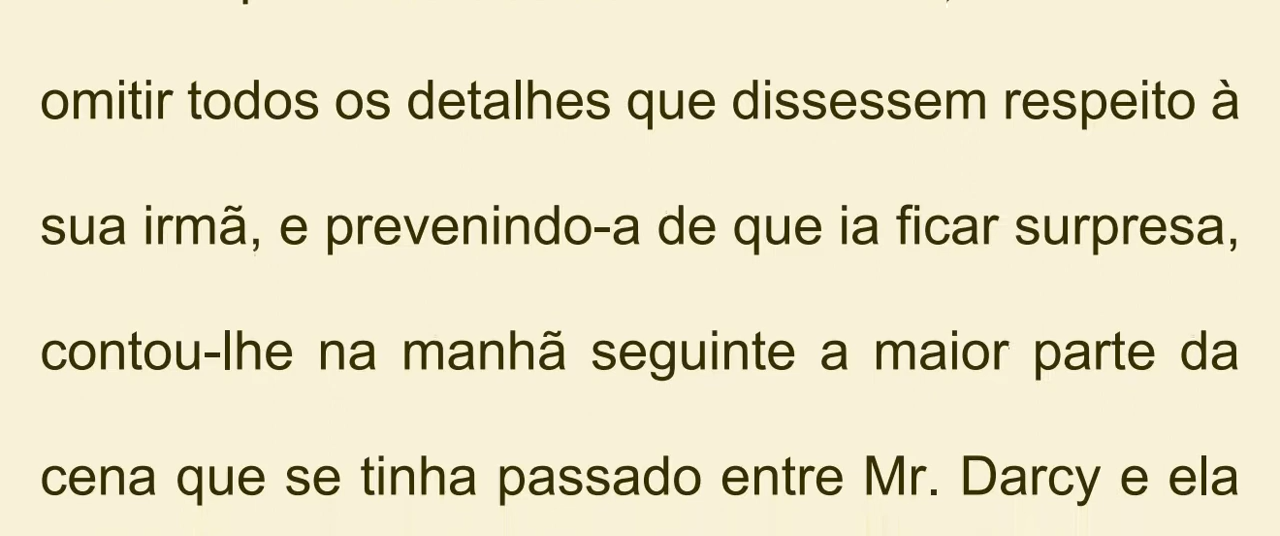 omitir todos os detalhes que dissessem respeito à
sua irmã, e prevenindo-a de que ia ficar surpresa,
contou-lhe na manhã seguinte a maior parte da
cena que se tinha passado entre Mr. Darcy e ela